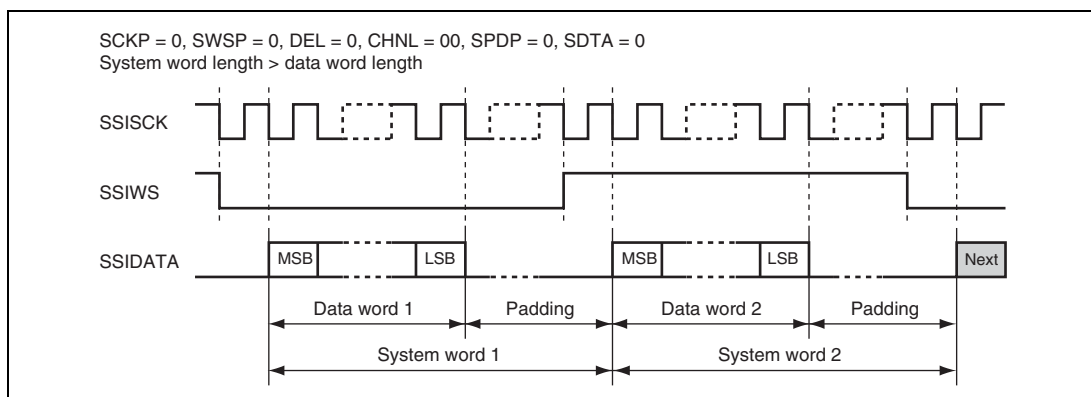 SCKP = 0, SWSP = 0, DEL = 0, CHNL = 00, SPDP = 0, SDTA = 0
System word length > data word length
SSISCK
SSIWS
SSIDATA
MSB LSB MSB LSB Next
Data word 1 Padding Data word 2 Padding
System word 1 System word 2